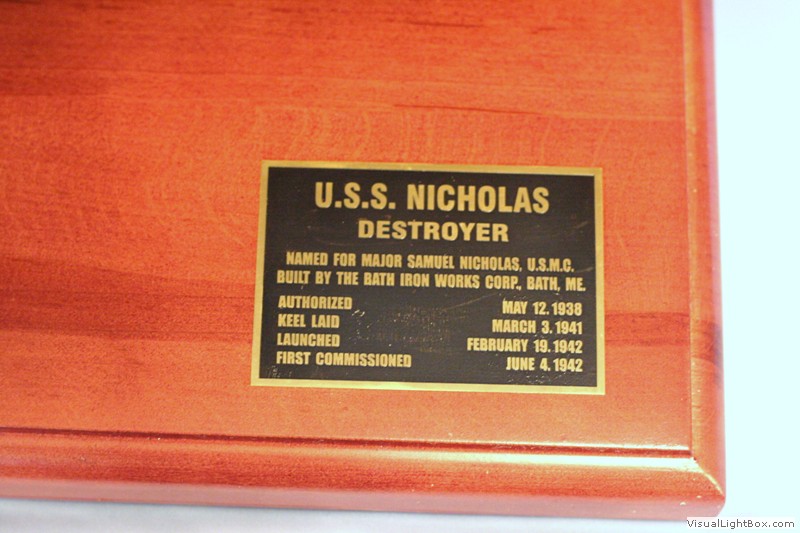 U.S.S. NICHOLAS
DESTROYER
NAMED FOR MAJOR SAMUEL NICHOLAS, U.S.M.C.
BUILT BY THE BATH IRON WORKS CORP., BATH, ME.
AUTHORIZED MAY 12. 1938
KEEL LAID MARCH 3. 1941
LAUNCHED FEBRUARY 19. 1942
FIRST COMMISSIONED JUNE 4. 1942
VisualLightBox.com